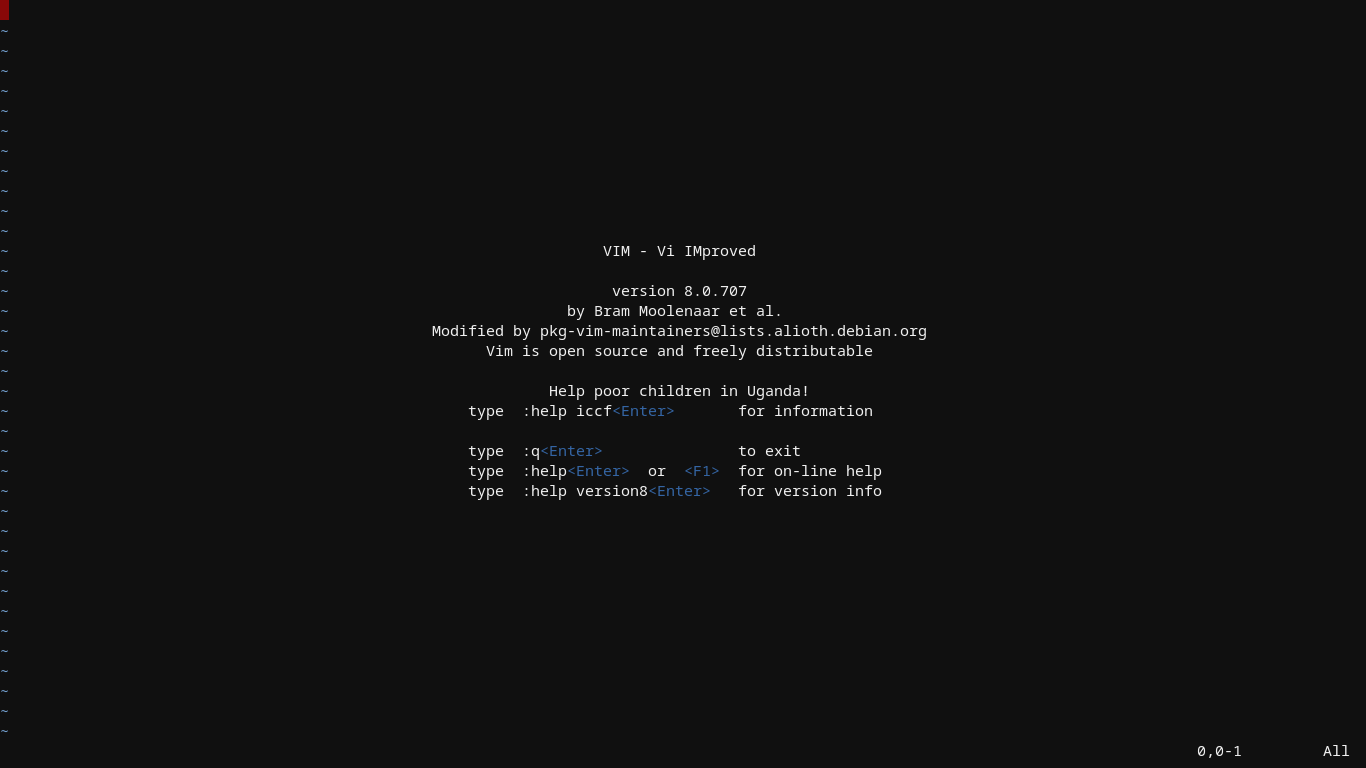 ~
~
~
~
~
~
~
~
~
~
~
~ VIM - Vi IMproved
~
~ version 8.0.707
~ by Bram Moolenaar et al.
~ Modified by pkg-vim-maintainers@lists.alioth.debian.org
~ Vim is open source and freely distributable
~
~ Help poor children in Uganda!
~ type  :help iccf<Enter>       for information
~
~ type  :q<Enter>               to exit
~ type  :help<Enter>  or  <F1>  for on-line help
~ type  :help version8<Enter>   for version info
~
~
~
~
~
~
~
~
~
~
~
~
0,0-1         All